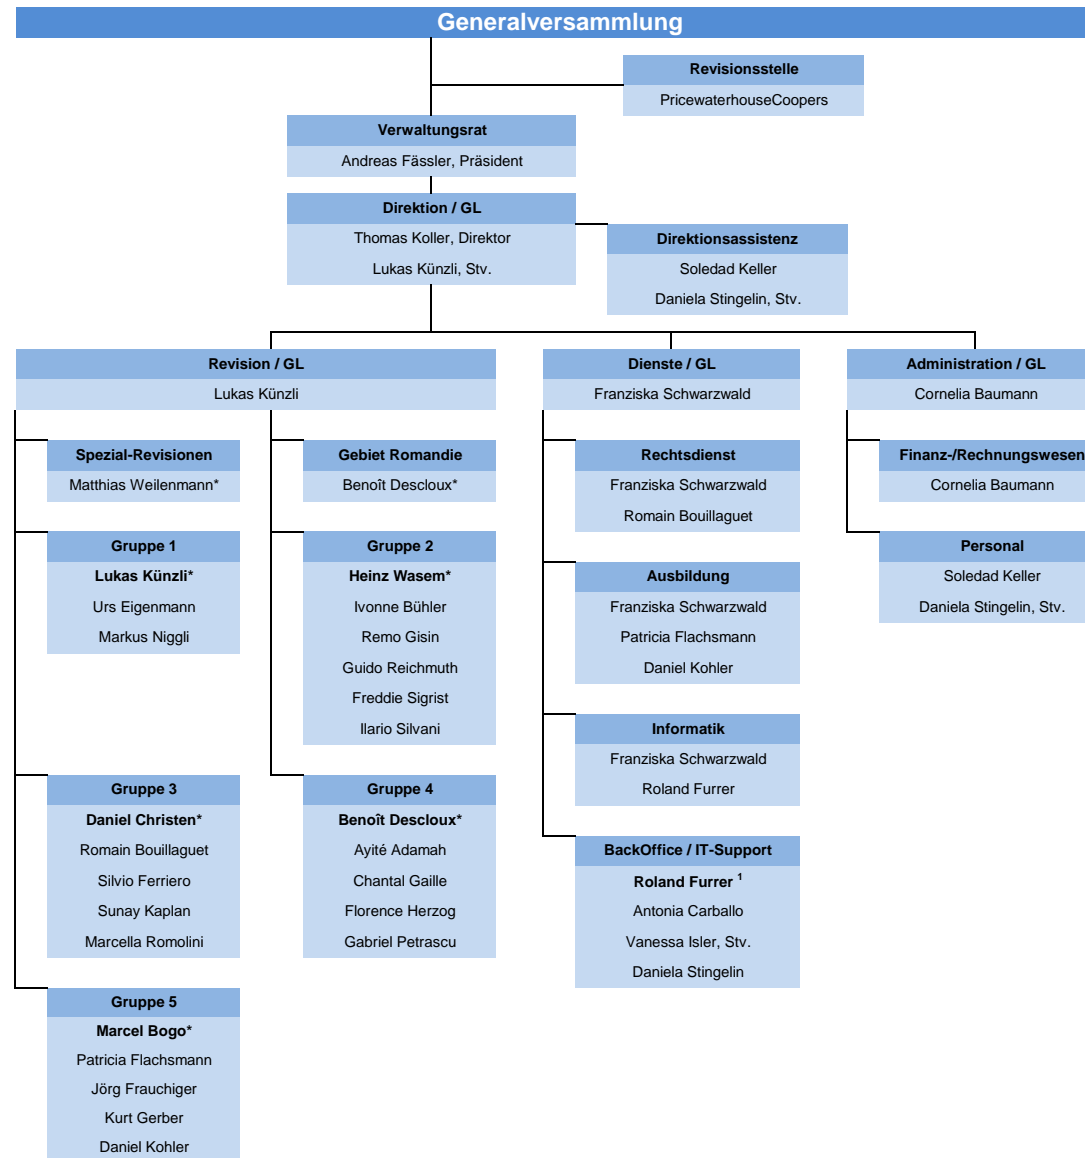 Generalversammlung
Revisionsstelle
PricewaterhouseCoopers
Verwaltungsrat
Andreas Fässler, Präsident
Direktion / GL
Thomas Koller, Direktor
Lukas Künzli, Stv.
Direktionsassistenz
Soledad Keller
Daniela Stingelin, Stv.
Revision / GL
Lukas Künzli
Spezial-Revisionen
Matthias Weilenmann*
Gruppe 1
Lukas Künzli*
Urs Eigenmann
Markus Niggli
Gruppe 3
Daniel Christen*
Romain Bouillaguet
Silvio Ferriero
Sunay Kaplan
Marcella Romolini
Gruppe 5
Marcel Bogo*
Patricia Flachsmann
Jörg Frauchiger
Kurt Gerber
Daniel Kohler
Gebiet Romandie
Benoît Descloux*
Gruppe 2
Heinz Wasem*
Ivonne Bühler
Remo Gisin
Guido Reichmuth
Freddie Sigrist
Ilario Silvani
Gruppe 4
Benoît Descloux*
Ayité Adamah
Chantal Gaille
Florence Herzog
Gabriel Petrascu
Dienste / GL
Franziska Schwarzwald
Rechtsdienst
Franziska Schwarzwald
Romain Bouillaguet
Ausbildung
Franziska Schwarzwald
Patricia Flachsmann
Daniel Kohler
Informatik
Franziska Schwarzwald
Roland Furrer
BackOffice / IT-Support
Roland Furrer ¹
Antonia Carballo
Vanessa Isler, Stv.
Daniela Stingelin
Administration / GL
Cornelia Baumann
Finanz-/Rechnungswesen
Cornelia Baumann
Personal
Soledad Keller
Daniela Stingelin, Stv.